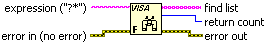 expression ("?*")
VISA
find list
return count
F
error in (no error)
error out